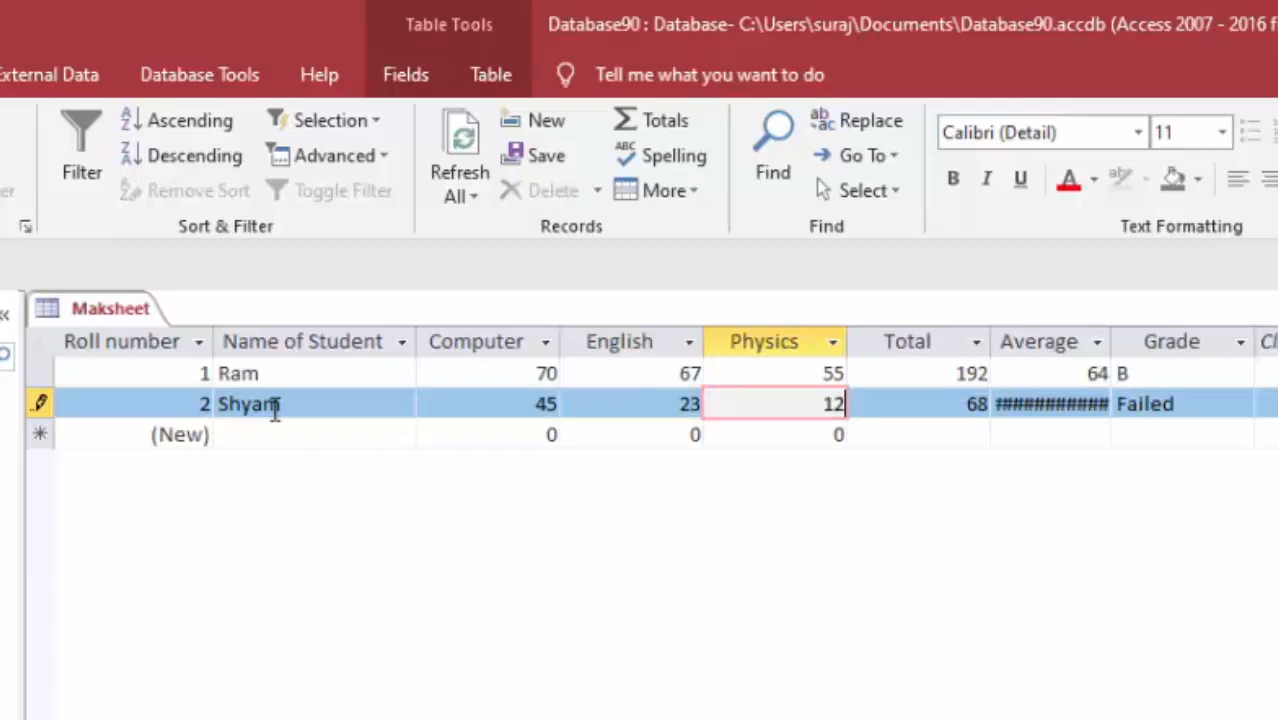 Table Tools
Database90 : Database- C:\Users\suraj\Documents\Database90.accdb (Access 2007 - 2016 f
External Data Database Tools Help Fields Table Tell me what you want to do
Filter
Ascending
Descending
Remove Sort
Selection
Advanced
Toggle Filter
Sort & Filter
Refresh
All
New
Save
Delete
Totals
ABC
Spelling
More
Records
Find
ab
ac
Replace
Go To
Select
Find
Calibri (Detail) 11
B I U A
Text Formatting
Maksheet
Roll number Name of Student Computer English Physics Total Average Grade
1 Ram 70 67 55 192 64 B
2 Shyam 45 23 12 68 ########### Failed
(New) 0 0 0